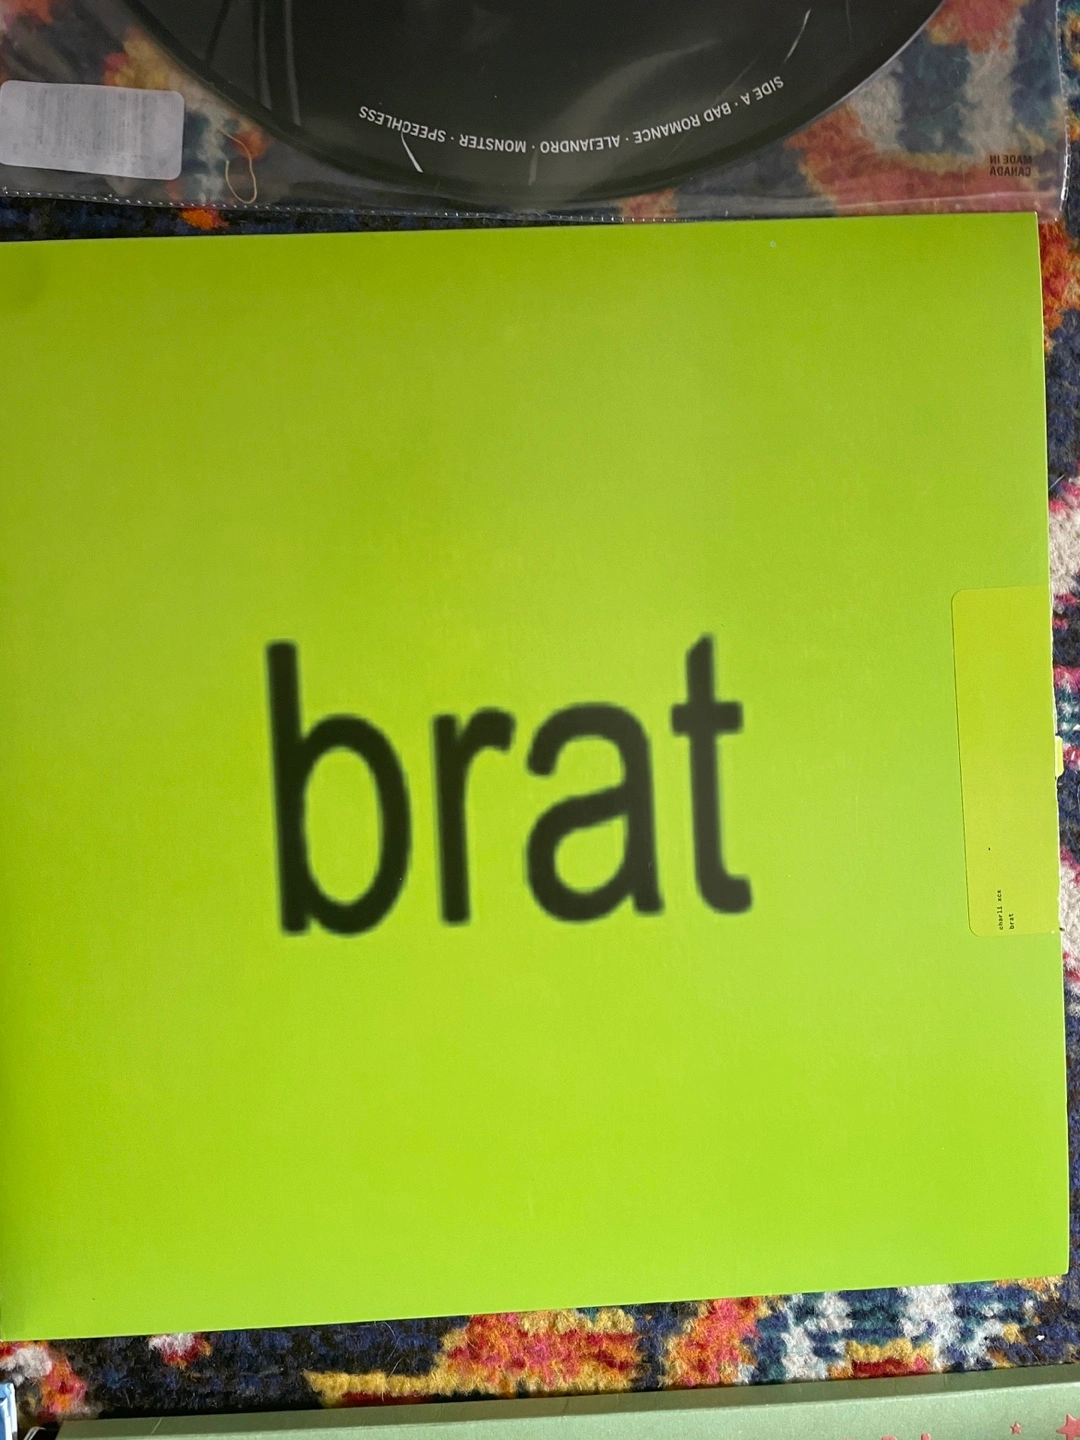 SIDE A · BAD ROMANCE · ALEJANDRO · MONSTER · SPEECHLESS
MADE IN
CANADA
brat
charli xcx
brat